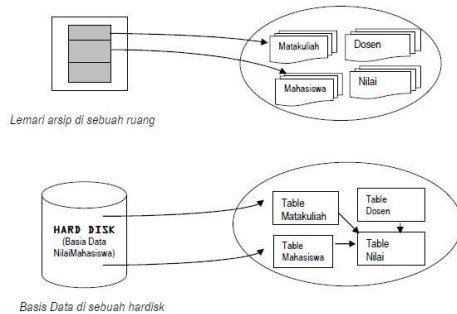 Matakuliah
Dosen
Mahasiswa
Nilai
Lemari arsip di sebuah ruang
HARD DISK
(Basia Data
NilaiMahasiswa)
Table
Matakuliah
Table
Dosen
Table
Mahasiswa
Table
Nilai
Basis Data di sebuah hardisk